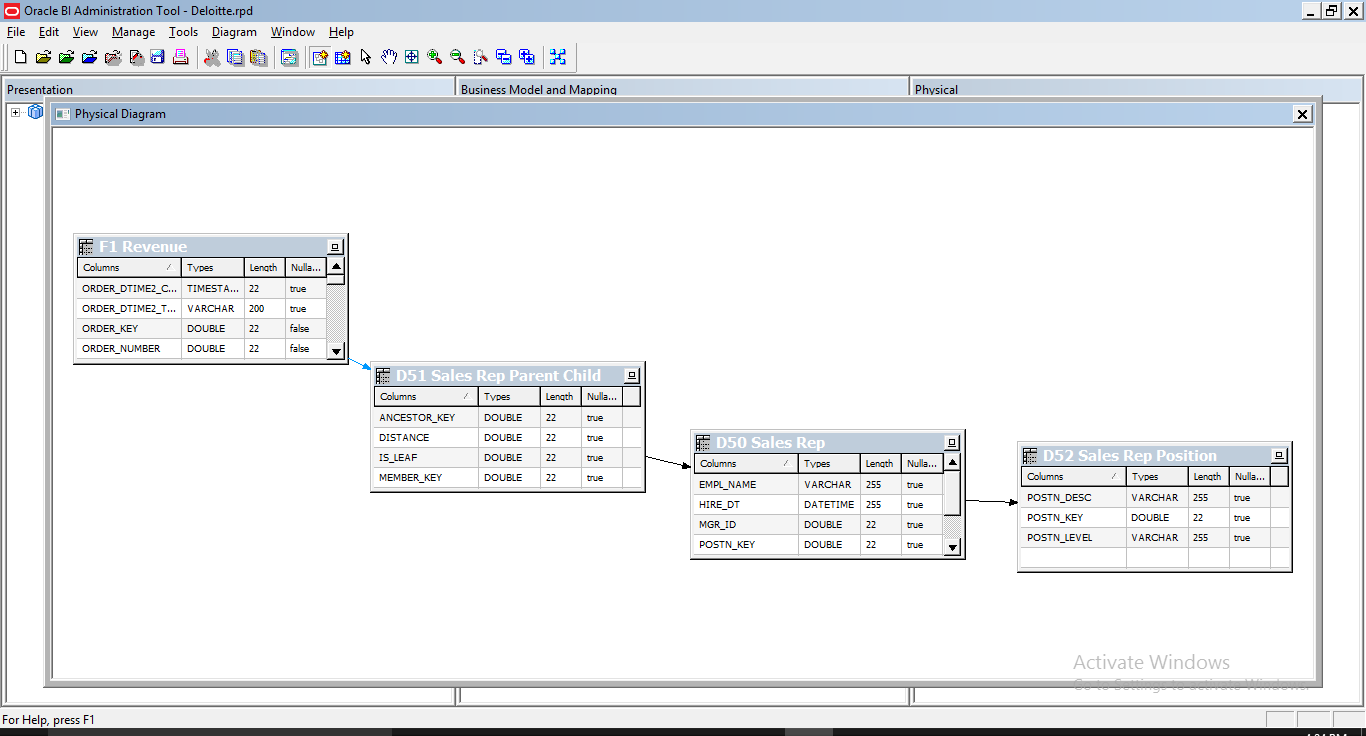 Oracle BI Administration Tool - Deloitte.rpd
File Edit View Manage Tools Diagram Window Help
Presentation Business Model and Mapping Physical
Physical Diagram
F1 Revenue
Columns Types Length Nulla...
ORDER_DTIME2_C... TIMESTA... 22 true
ORDER_DTIME2_T... VARCHAR 200 true
ORDER_KEY DOUBLE 22 false
ORDER_NUMBER DOUBLE 22 false
D51 Sales Rep Parent Child
Columns Types Length Nulla...
ANCESTOR_KEY DOUBLE 22 true
DISTANCE DOUBLE 22 true
IS_LEAF DOUBLE 22 true
MEMBER_KEY DOUBLE 22 true
D50 Sales Rep
Columns Types Length Nulla...
EMPL_NAME VARCHAR 255 true
HIRE_DT DATETIME 255 true
MGR_ID DOUBLE 22 true
POSTN_KEY DOUBLE 22 true
D52 Sales Rep Position
Columns Types Length Nulla...
POSTN_DESC VARCHAR 255 true
POSTN_KEY DOUBLE 22 true
POSTN_LEVEL VARCHAR 255 true
Activate Windows
Go to Settings to activate Windows.
For Help, press F1